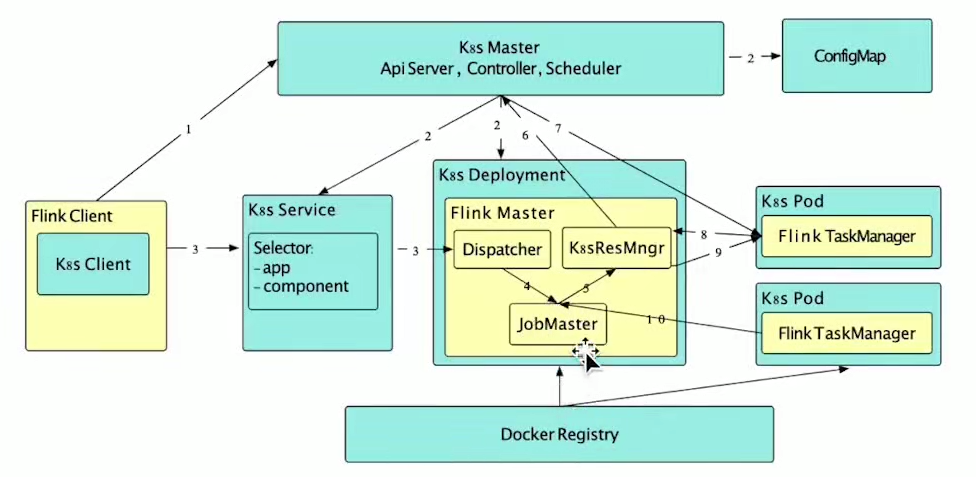 K8s Master
Api Server , Controller, Scheduler
2
ConfigMap
1
2
2
6
7
Flink Client
K8s Client
3
K8s Service
Selector:
- app
- component
3
K8s Deployment
Flink Master
Dispatcher
K8sResMngr
4
5
JobMaster
8
9
10
K8s Pod
Flink TaskManager
K8s Pod
Flink TaskManager
Docker Registry